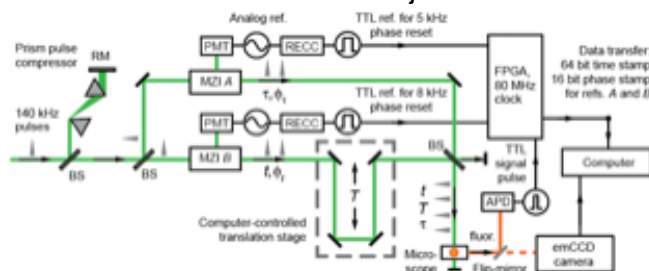 Analog ref.
TTL ref. for 5 kHz
phase reset
Prism pulse
compressor
RM
PMT
RECC
FPGA,
80 MHz
clock
Data transfer:
64 bit time stamp
16 bit phase stamp
for refs. A and B
MZI A
τ, ϕ
TTL ref. for 8 kHz
phase reset
140 kHz
pulses
PMT
RECC
BS
BS
MZI B
t, ϕ
BS
TTL
signal
pulse
Computer
T
t
T
τ
APD
Computer-controlled
translation stage
fluor.
Micro-
scope
Flip-mirror
emCCD
camera